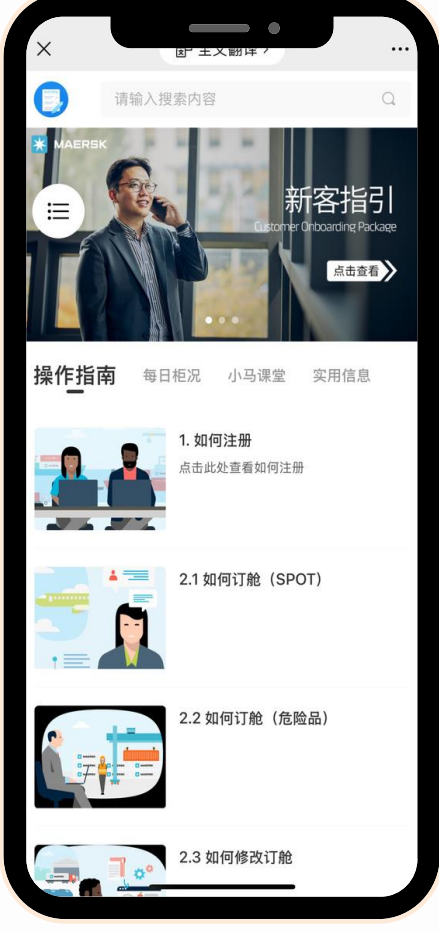 全文翻译
请输入搜索内容
MAERSK
新客指引
Customer Onboarding Package
点击查看
操作指南
每日柜况
小马课堂
实用信息
1. 如何注册
点击此处查看如何注册
2.1 如何订舱（SPOT）
2.2 如何订舱（危险品）
2.3 如何修改订舱